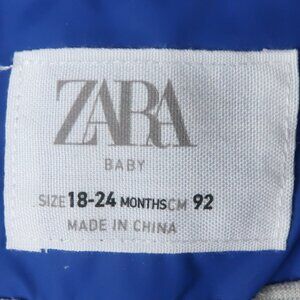 ZARA
BABY
SIZE 18-24 MONTHS CM 92
MADE IN CHINA